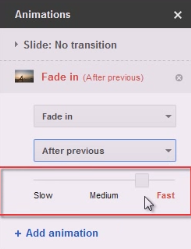 Animations
Slide: No transition
Fade in (After previous)
Fade in
After previous
Slow Medium Fast
+ Add animation